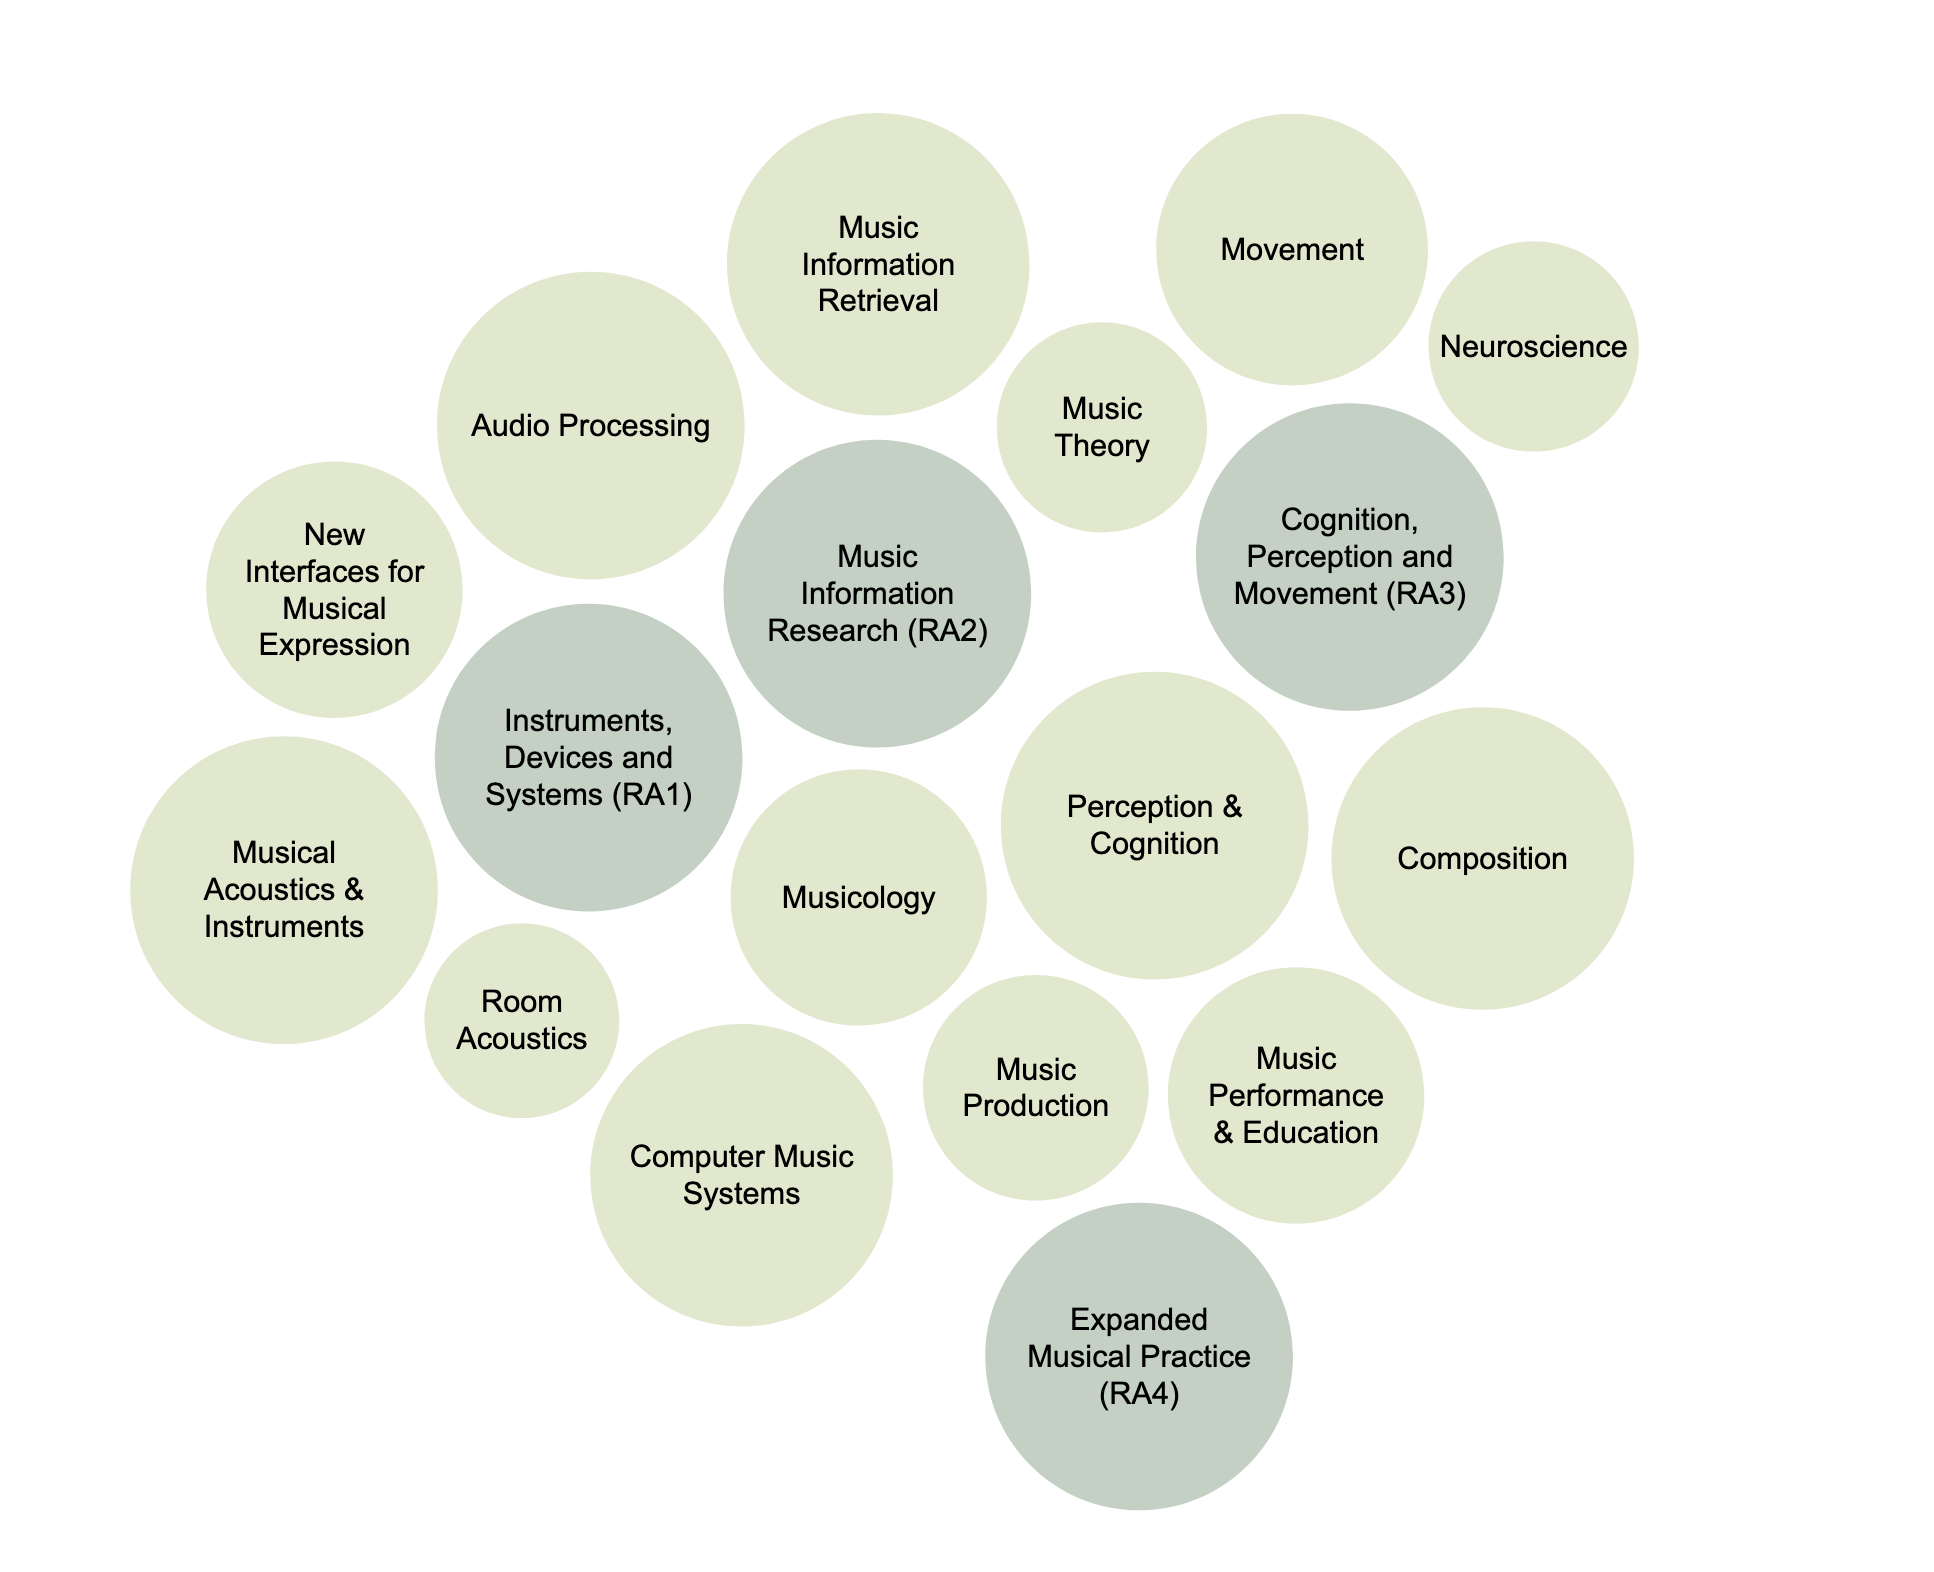 Music
Information
Retrieval
Movement
Neuroscience
Audio Processing
Music
Theory
New
Interfaces for
Musical
Expression
Music
Information
Research (RA2)
Cognition,
Perception and
Movement (RA3)
Instruments,
Devices and
Systems (RA1)
Musical
Acoustics &
Instruments
Musicology
Perception &
Cognition
Composition
Room
Acoustics
Computer Music
Systems
Music
Production
Music
Performance
& Education
Expanded
Musical Practice
(RA4)